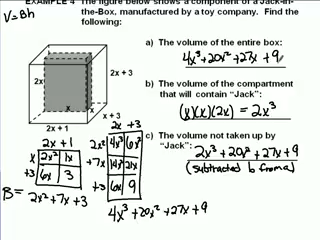 EXAMPLE 4 The figure below shows a component of a Jack-in-
the-Box, manufactured by a toy company. Find the
following:
V=Bh
a) The volume of the entire box:
4x³+20x²+27x+9
2x
2x + 3
x
x
x + 3
2x + 1
b) The volume of the compartment
that will contain “Jack”:
(x)(x)(2x) = 2x³
c) The volume not taken up by
“Jack”:
2x³+20x²+27x+9
(subtracted b from a)
2x +1
x 2x² 1x
+3 6x 3
B = 2x²+7x+3
2x +3
2x² 4x³ 6x²
+7x 14x² 21x
+3 6x 9
4x³+20x²+27x+9